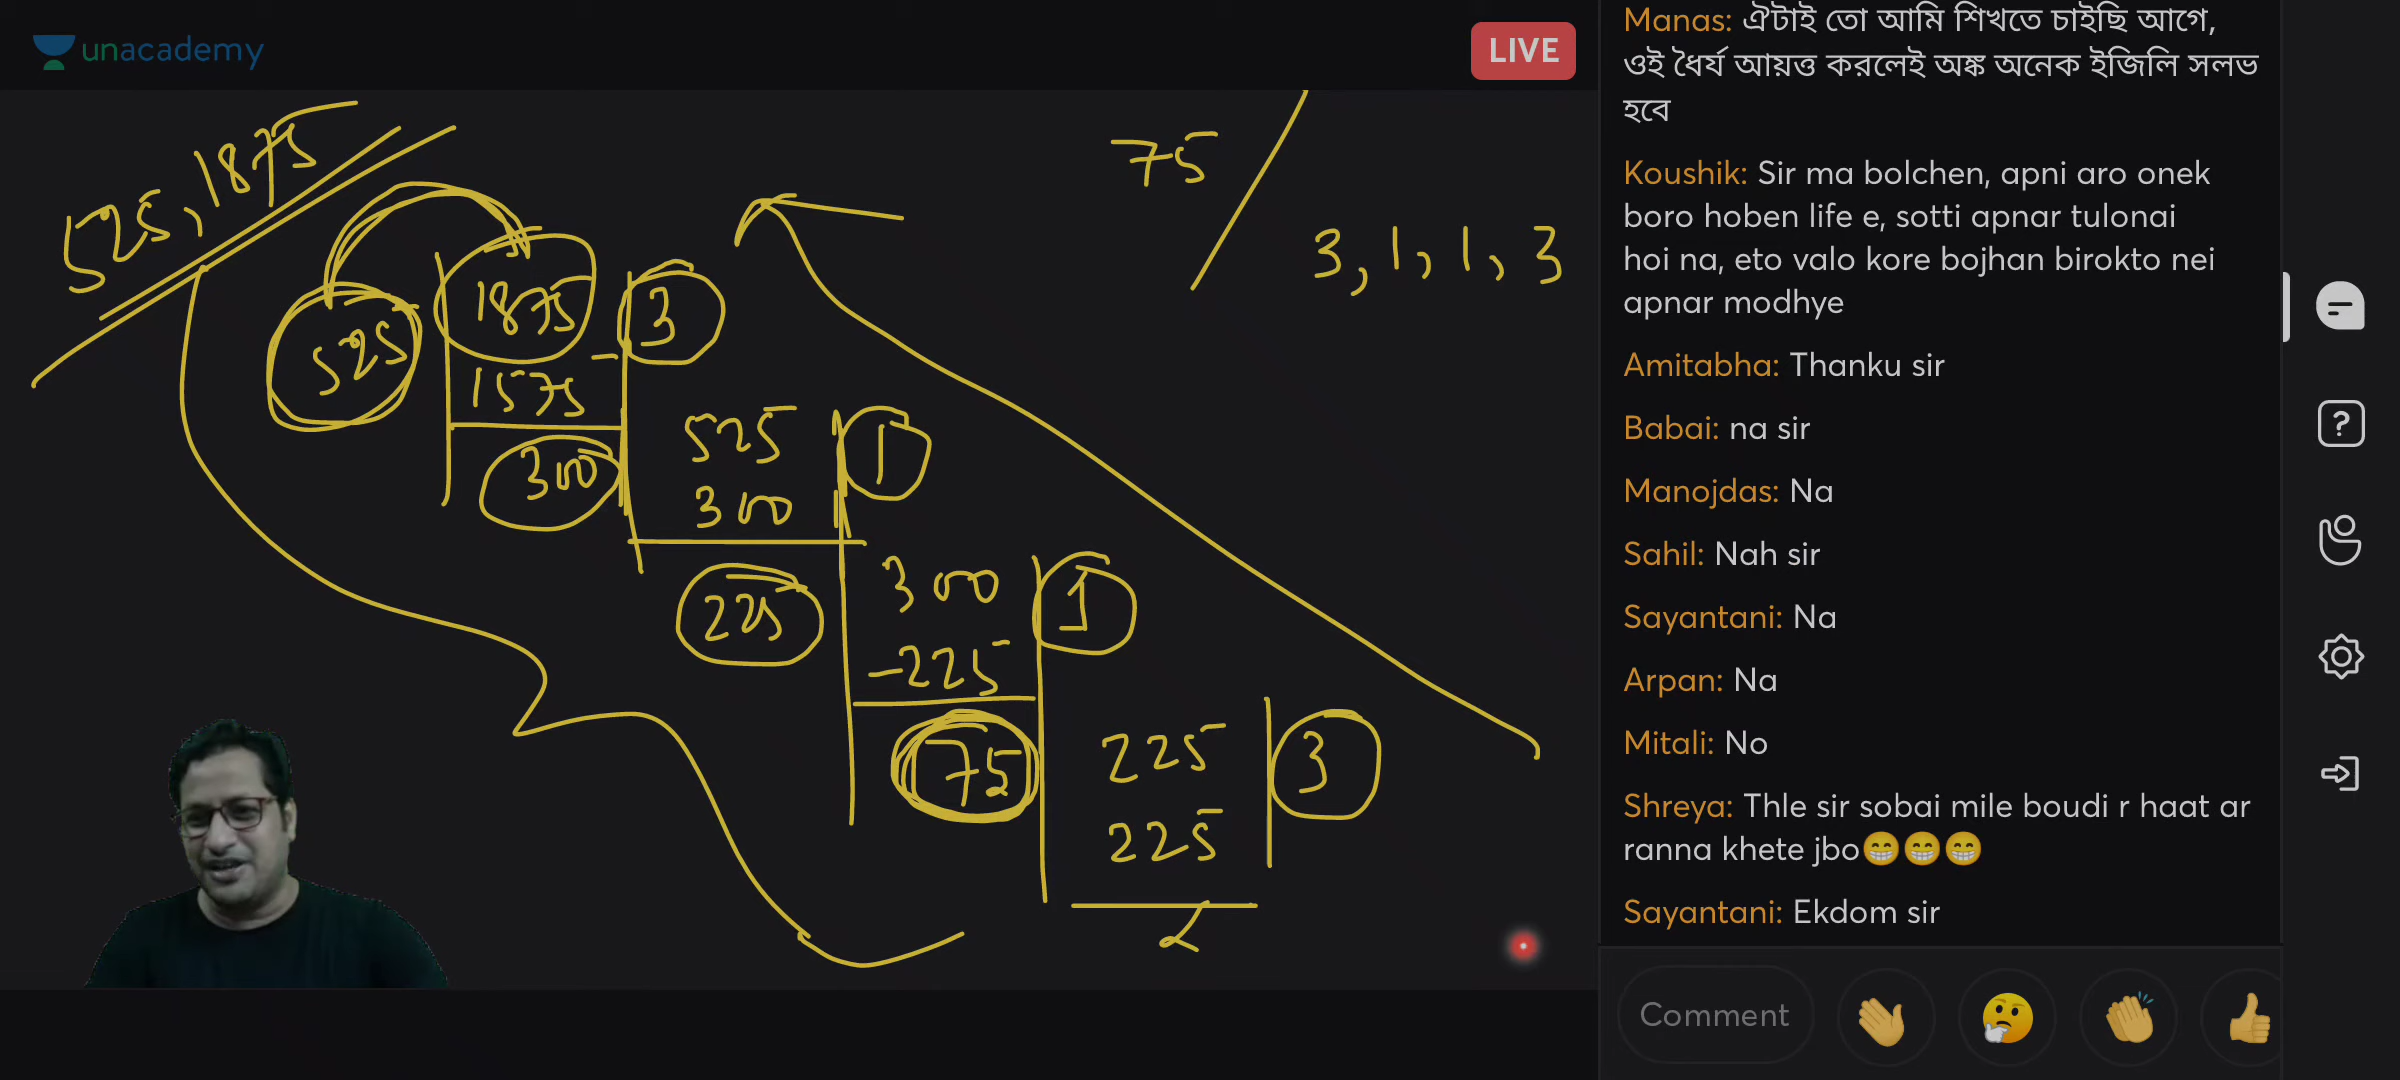 unacademy
LIVE
525, 1875
75
3, 1, 1, 3
525 1875 3
- 1575
300 525 1
300
225 300 1
-225
75 225 3
225
Manas: ঐটাই তো আমি শিখতে চাইছি আগে,
ওই ধৈর্য আয়ত্ত করলেই অঙ্ক অনেক ইজিলি সলভ
হবে
Koushik: Sir ma bolchen, apni aro onek
boro hoben life e, sotti apnar tulonai
hoi na, eto valo kore bojhan birokto nei
apnar modhye
Amitabha: Thanku sir
Babai: na sir
Manojdas: Na
Sahil: Nah sir
Sayantani: Na
Arpan: Na
Mitali: No
Shreya: Thle sir sobai mile boudi r haat ar
ranna khete jbo😁😁😁
Sayantani: Ekdom sir
Comment